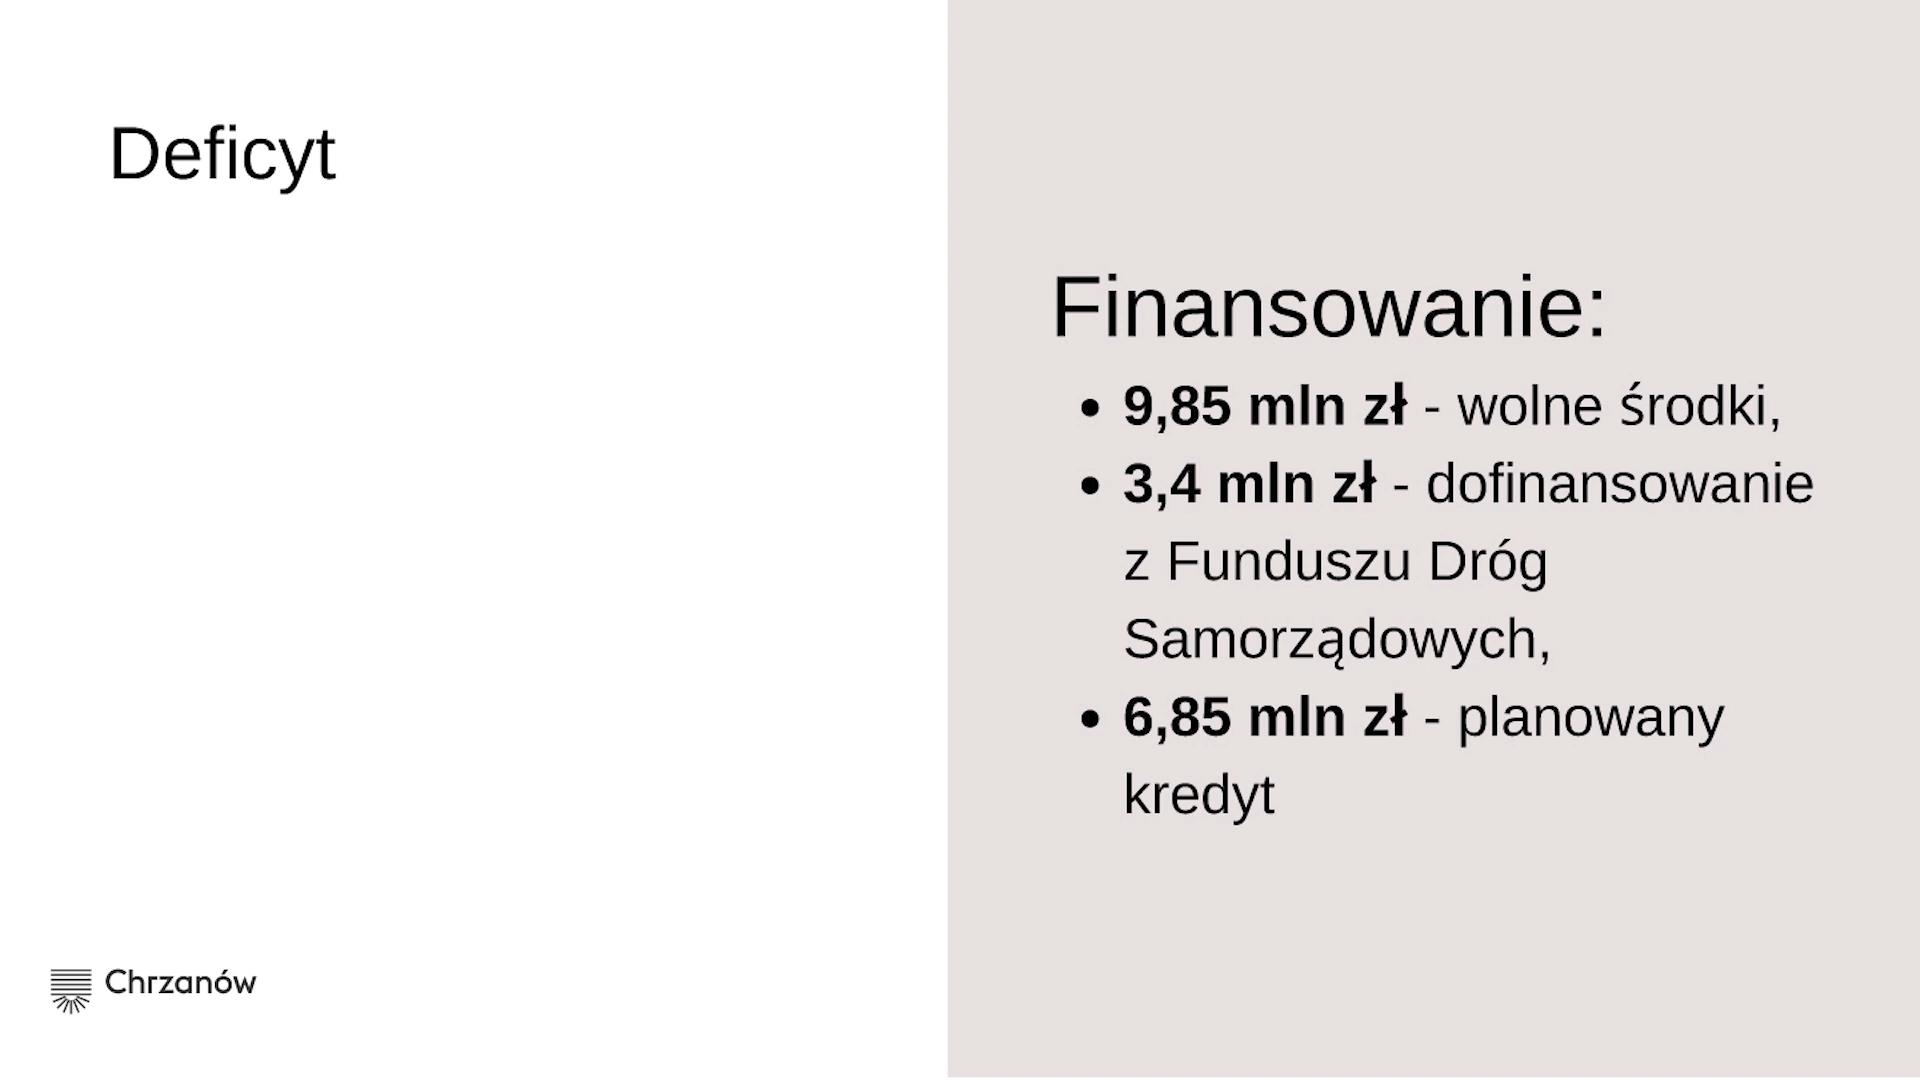 Deficyt
Finansowanie:
• 9,85 mln zł - wolne środki,
• 3,4 mln zł - dofinansowanie
z Funduszu Dróg
Samorządowych,
• 6,85 mln zł - planowany
kredyt
Chrzanów